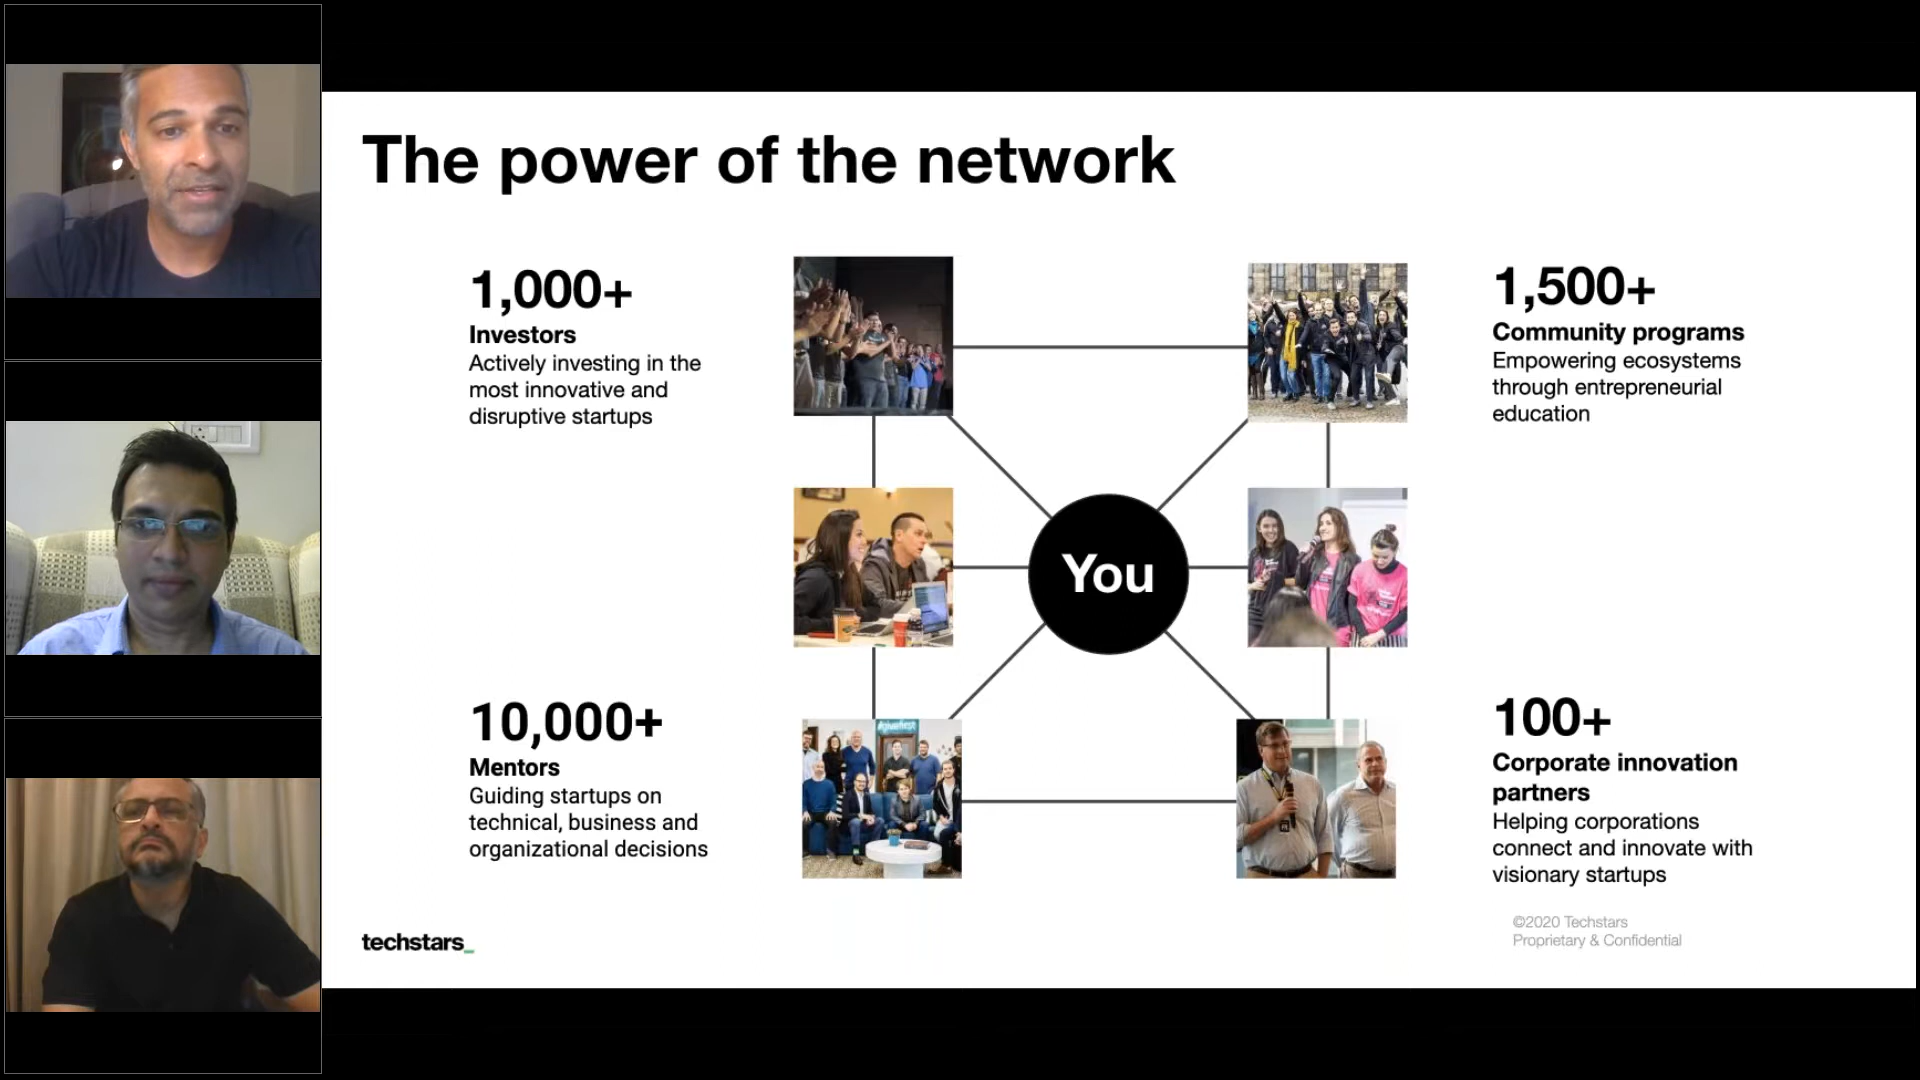 The power of the network
1,000+
Investors
Actively investing in the
most innovative and
disruptive startups
1,500+
Community programs
Empowering ecosystems
through entrepreneurial
education
You
10,000+
Mentors
Guiding startups on
technical, business and
organizational decisions
#givefirst
100+
Corporate innovation
partners
Helping corporations
connect and innovate with
visionary startups
techstars_
©2020 Techstars
Proprietary & Confidential